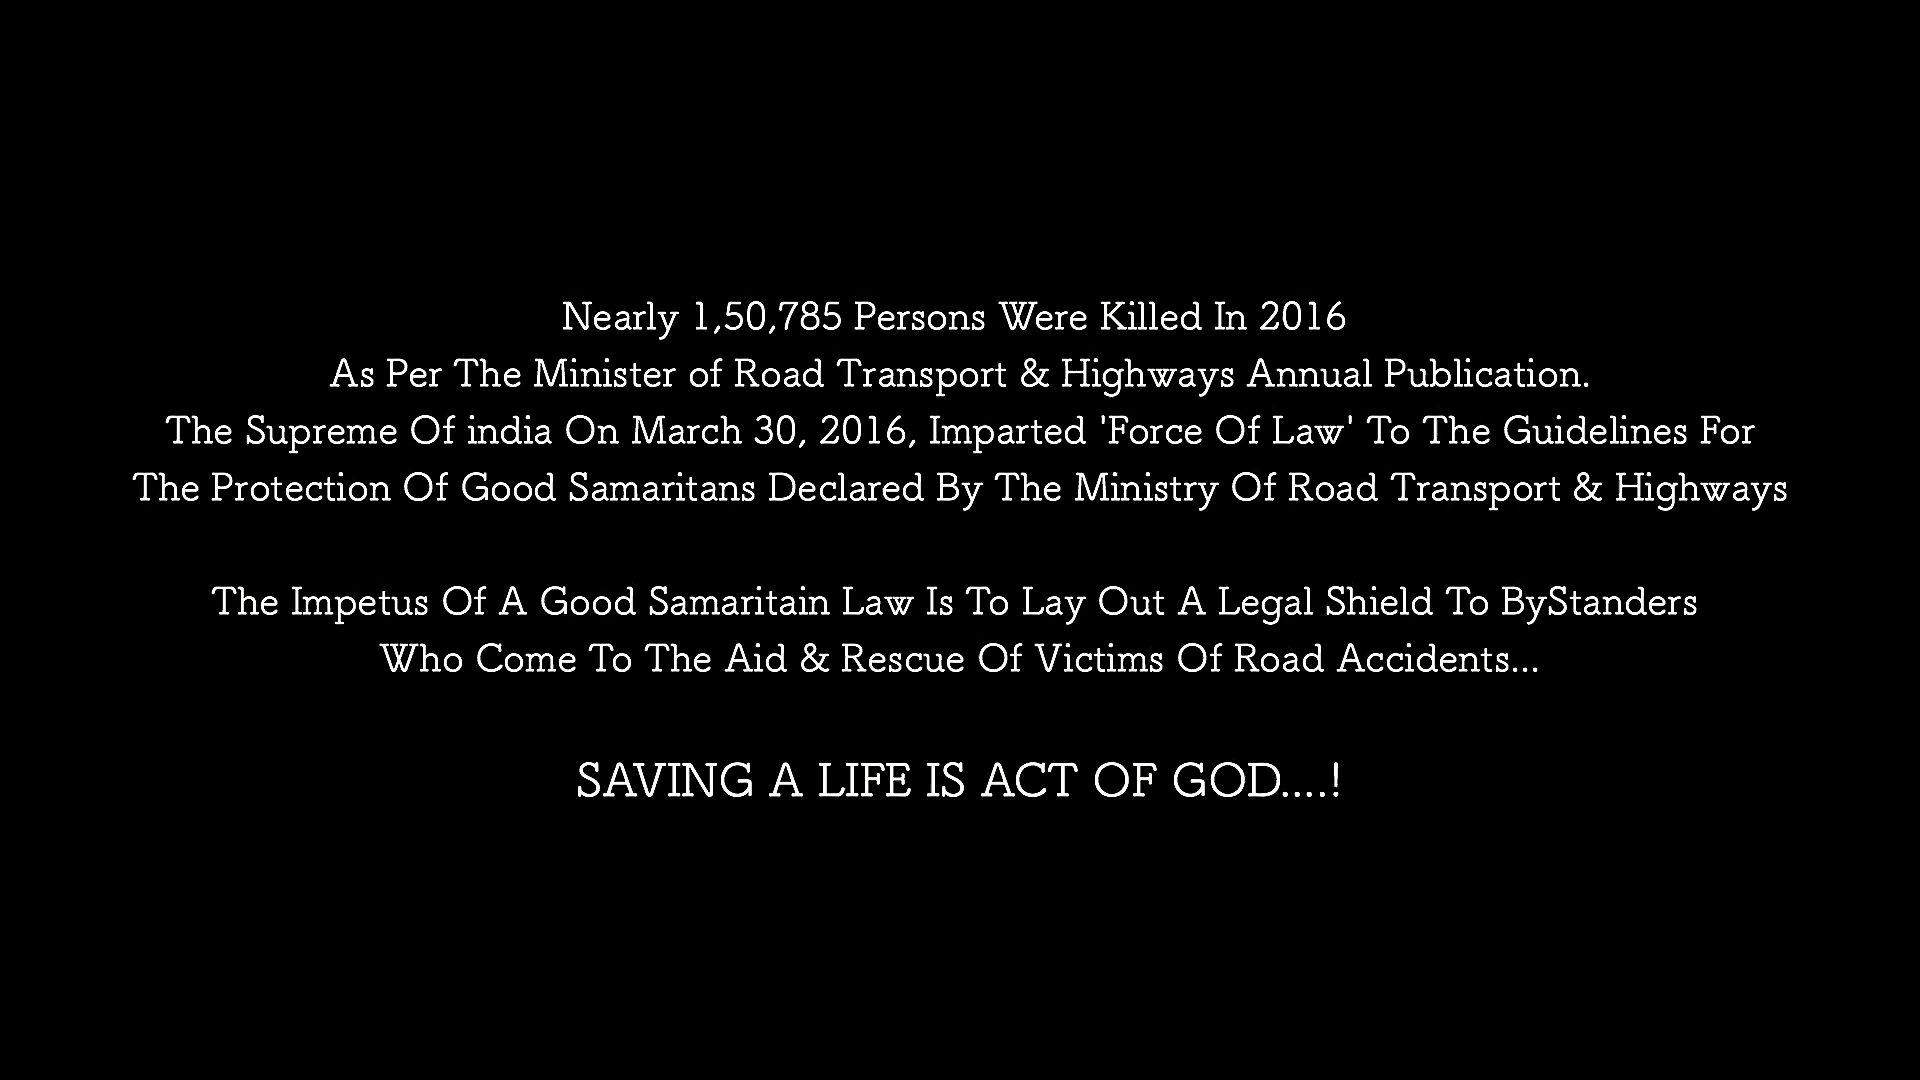 Nearly 1,50,785 Persons Were Killed In 2016
As Per The Minister of Road Transport & Highways Annual Publication.
The Supreme Of india On March 30, 2016, Imparted 'Force Of Law' To The Guidelines For
The Protection Of Good Samaritans Declared By The Ministry Of Road Transport & Highways
The Impetus Of A Good Samaritain Law Is To Lay Out A Legal Shield To ByStanders
Who Come To The Aid & Rescue Of Victims Of Road Accidents...
SAVING A LIFE IS ACT OF GOD....!